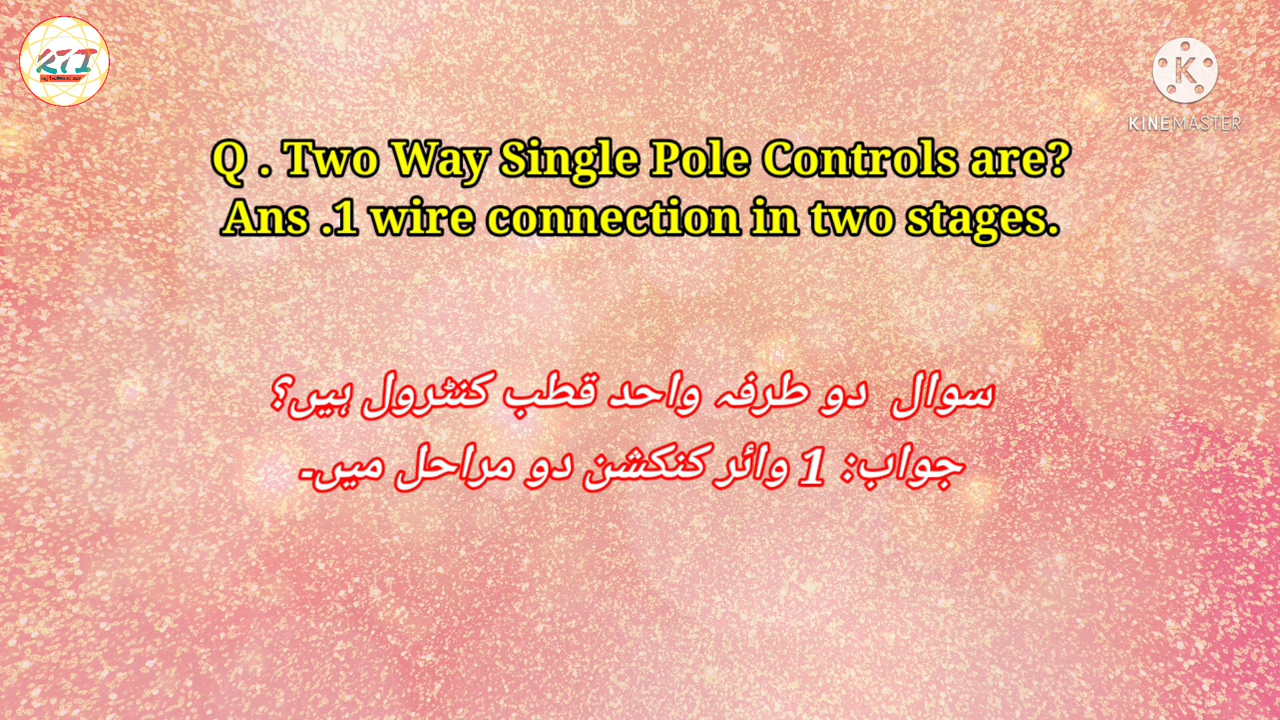 KTI
K
KINEMASTER
Q . Two Way Single Pole Controls are?
Ans .1 wire connection in two stages.
سوال دو طرفہ واحد قطب کنٹرول ہیں؟
جواب: 1 وائر کنکشن دو مراحل میں۔